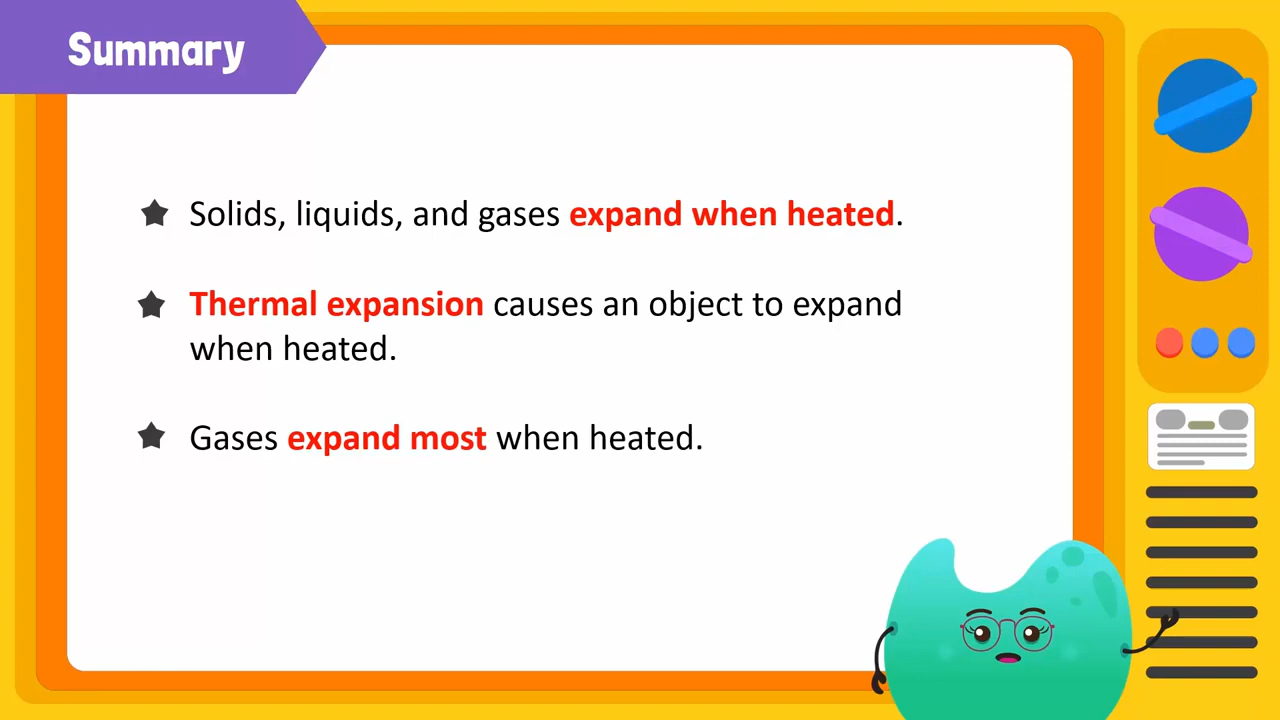 Summary
Solids, liquids, and gases expand when heated.
Thermal expansion causes an object to expand
when heated.
Gases expand most when heated.